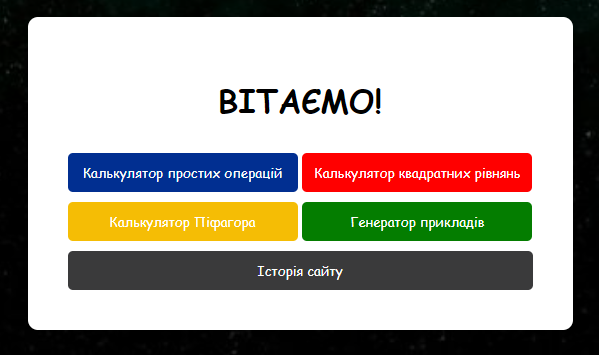 ВІТАЄМО!
Калькулятор простих операцій
Калькулятор квадратних рівнянь
Калькулятор Піфагора
Генератор прикладів
Історія сайту